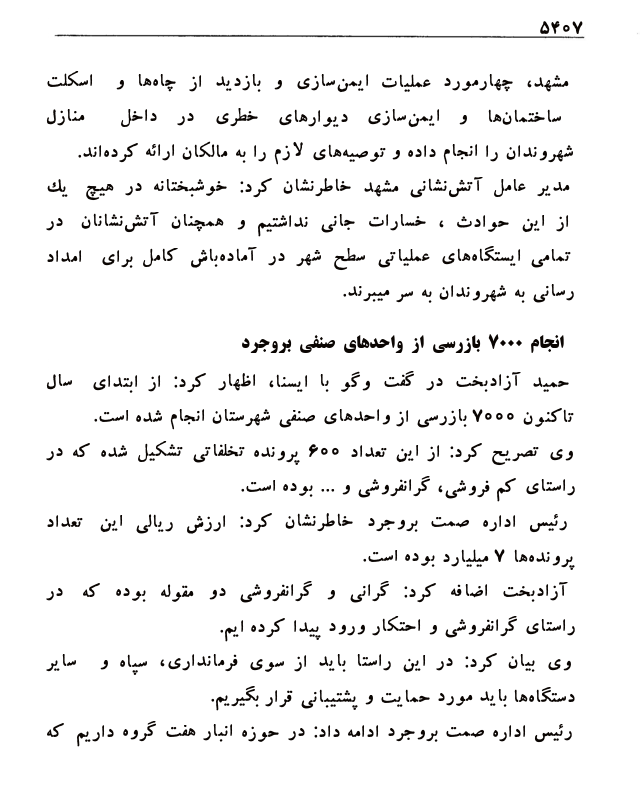 ۵۴۰۷
مشهد، چهارمورد عملیات ایمن‌سازی و بازدید از چاه‌ها و اسکلت
ساختمان‌ها و ایمن‌سازی دیوارهای خطری در داخل منازل
شهروندان را انجام داده و توصیه‌های لازم را به مالکان ارائه کرده‌اند.
مدیر عامل آتش‌نشانی مشهد خاطرنشان کرد: خوشبختانه در هیچ یك
از این حوادث ، خسارات جانی نداشتیم و همچنان آتش‌نشانان در
تمامی ایستگاه‌های عملیاتی سطح شهر در آماده‌باش کامل برای امداد
رسانی به شهروندان به سر میبرند.
انجام ۷۰۰۰ بازرسی از واحدهای صنفی بروجرد
حمید آزادبخت در گفت وگو با ایسنا، اظهار کرد: از ابتدای سال
تاکنون ۷۰۰۰ بازرسی از واحدهای صنفی شهرستان انجام شده است.
وی تصریح کرد: از این تعداد ۶۰۰ پرونده تخلفاتی تشکیل شده که در
راستای کم فروشی، گرانفروشی و ... بوده است.
رئیس اداره صمت بروجرد خاطرنشان کرد: ارزش ریالی این تعداد
پرونده‌ها ۷ میلیارد بوده است.
آزادبخت اضافه کرد: گرانی و گرانفروشی دو مقوله بوده که در
راستای گرانفروشی و احتکار ورود پیدا کرده ایم.
وی بیان کرد: در این راستا باید از سوی فرمانداری، سپاه و سایر
دستگاه‌ها باید مورد حمایت و پشتیبانی قرار بگیریم.
رئیس اداره صمت بروجرد ادامه داد: در حوزه انبار هفت گروه داریم که